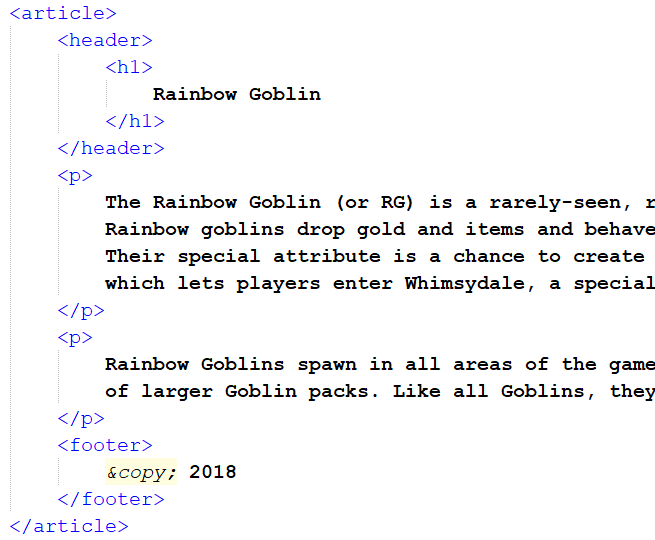 <article>
<header>
<h1>
Rainbow Goblin
</h1>
</header>
<p>
The Rainbow Goblin (or RG) is a rarely-seen, r
Rainbow goblins drop gold and items and behave
Their special attribute is a chance to create
which lets players enter Whimsydale, a special
</p>
<p>
Rainbow Goblins spawn in all areas of the game
of larger Goblin packs. Like all Goblins, they
</p>
<footer>
&copy; 2018
</footer>
</article>